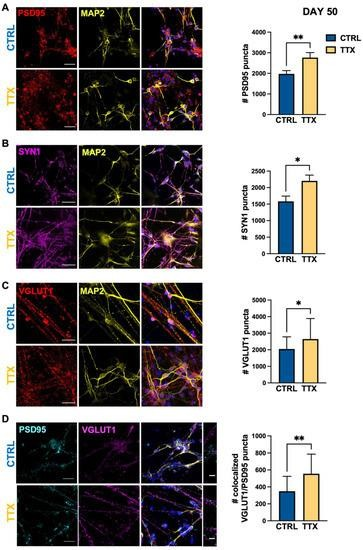 A
PSD95
MAP2
CTRL
TTX
DAY 50
CTRL
TTX
# PSD95 puncta
4000
3000
2000
1000
0
**
CTRL TTX
B
SYN1
MAP2
CTRL
TTX
# SYN1 puncta
2500
2000
1500
1000
500
0
*
CTRL TTX
C
VGLUT1
MAP2
CTRL
TTX
# VGLUT1 puncta
5000
4000
3000
2000
1000
0
*
CTRL TTX
D
PSD95
VGLUT1
CTRL
TTX
# colocalized
VGLUT1/PSD95 puncta
1000
800
600
400
200
0
**
CTRL TTX